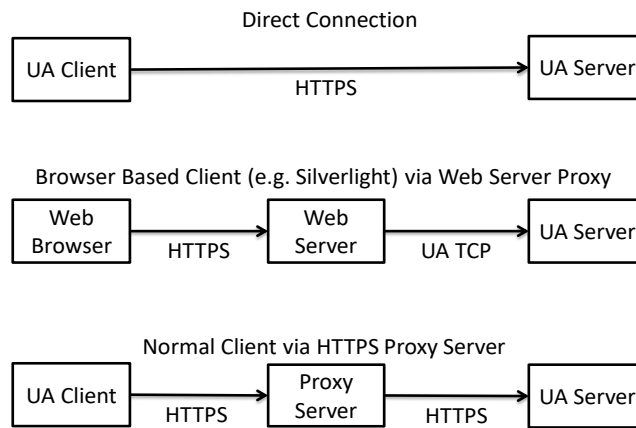 Direct Connection
UA Client
HTTPS
UA Server
Browser Based Client (e.g. Silverlight) via Web Server Proxy
Web
Browser
HTTPS
Web
Server
UA TCP
UA Server
Normal Client via HTTPS Proxy Server
UA Client
HTTPS
Proxy
Server
HTTPS
UA Server